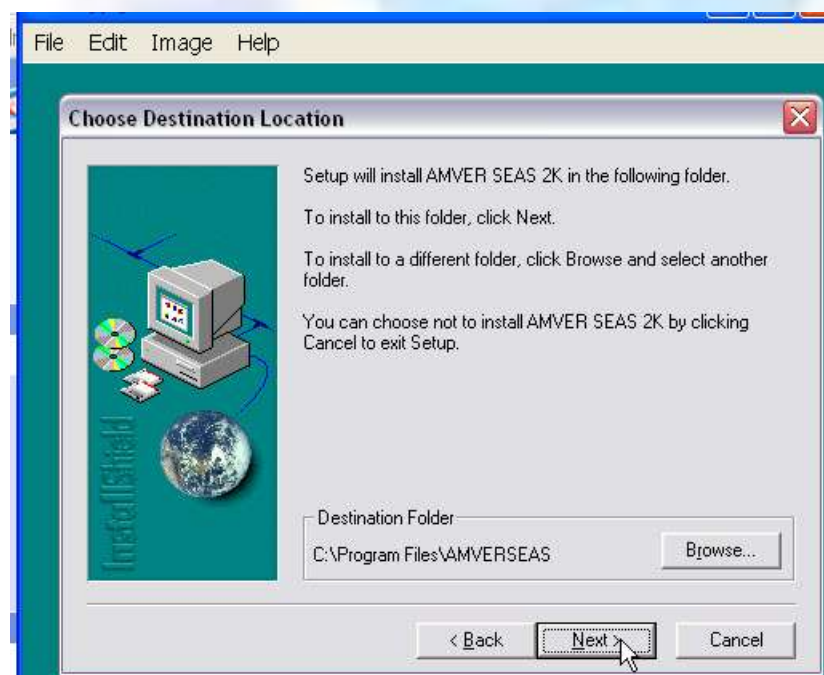 File Edit Image Help
Choose Destination Location
Setup will install AMVER SEAS 2K in the following folder.
To install to this folder, click Next.
To install to a different folder, click Browse and select another
folder.
You can choose not to install AMVER SEAS 2K by clicking
Cancel to exit Setup.
InstallShield
Destination Folder
C:\Program Files\AMVERSEAS
Browse...
< Back
Next >
Cancel